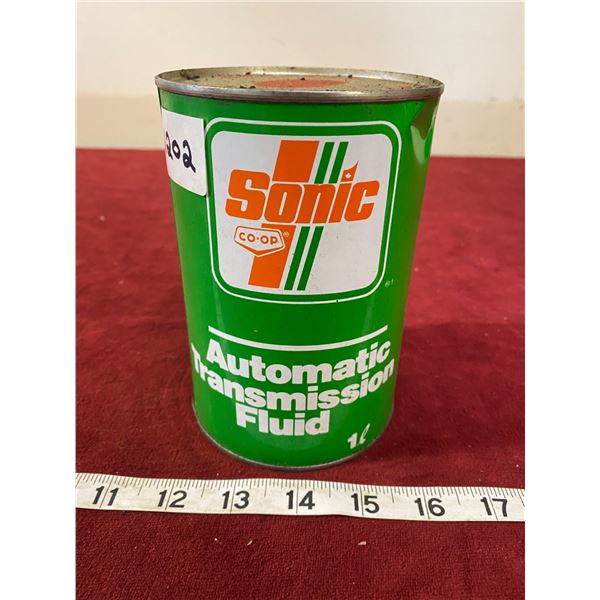 202
Sonic
CO-OP®
Automatic
Transmission
Fluid
1ℓ
11 12 13 14 15 16 17